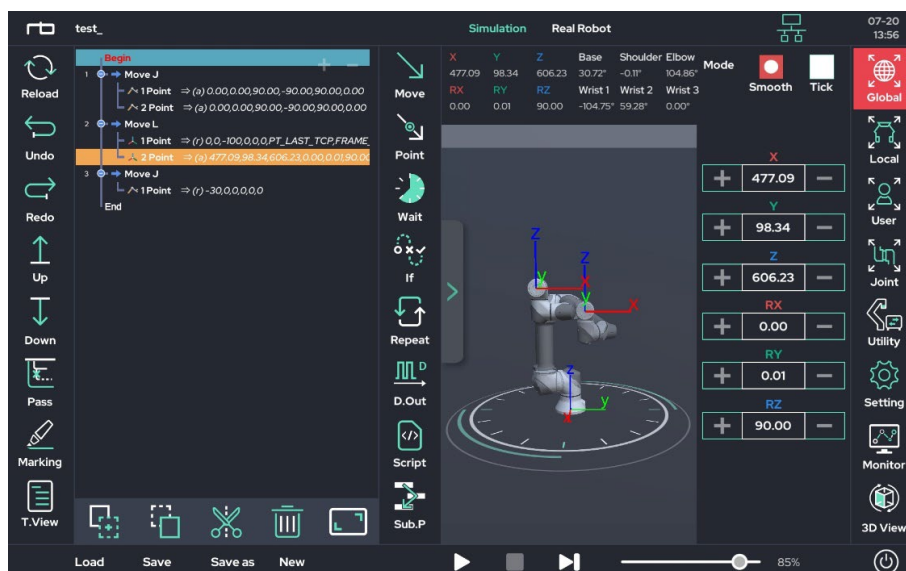 rb
test_
Simulation
Real Robot
07-20
13:56
Reload
Undo
Redo
Up
Down
Pass
Marking
T.View
Begin
1 Move J
1 Point ⇒ (a) 0.00,0.00,90.00,-90.00,90.00,0.00
2 Point ⇒ (a) 0.00,0.00,90.00,-90.00,90.00,0.00
2 Move L
1 Point ⇒ (r) 0,0,-100,0,0,0,PT_LAST_TCP,FRAME_
2 Point ⇒ (a) 477.09,98.34,606.23,0.00,0.01,90.00
3 Move J
1 Point ⇒ (r) -30,0,0,0,0,0
End
Move
Point
Wait
If
Repeat
D
D.Out
Script
Sub.P
X Y Z Base Shoulder Elbow
477.09 98.34 606.23 30.72° -0.11° 104.86°
RX RY RZ Wrist 1 Wrist 2 Wrist 3
0.00 0.01 90.00 -104.75° 59.28° 0.00°
Mode
Smooth
Tick
Z
Z
y
X
y
X
Z
y
X
X
+ 477.09 −
Y
+ 98.34 −
Z
+ 606.23 −
RX
+ 0.00 −
RY
+ 0.01 −
RZ
+ 90.00 −
Global
Local
User
Joint
Utility
Setting
Monitor
3D View
Load
Save
Save as
New
85%